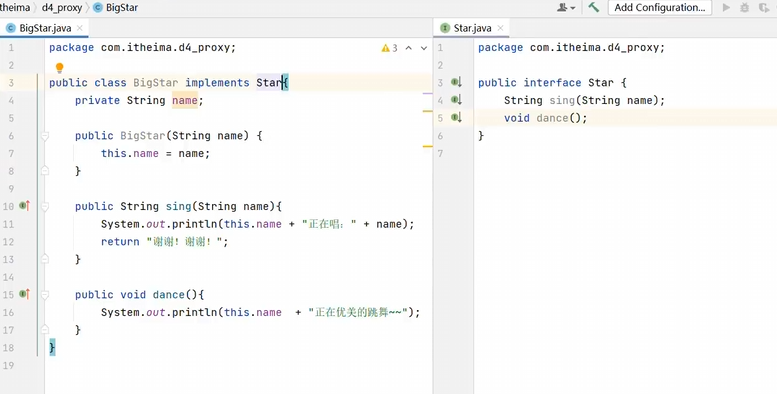 itheima > d4_proxy > BigStar
Add Configuration...
BigStar.java ×
Star.java ×
3
1 package com.itheima.d4_proxy;
2
3 public class BigStar implements Star{
4 private String name;
5
6 public BigStar(String name) {
7 this.name = name;
8 }
9
10 public String sing(String name){
11 System.out.println(this.name + "正在唱：" + name);
12 return "谢谢！谢谢！";
13 }
14
15 public void dance(){
16 System.out.println(this.name  + "正在优美的跳舞~~");
17 }
18 }
19
1 package com.itheima.d4_proxy;
2
3 public interface Star {
4 String sing(String name);
5 void dance();
6 }
7